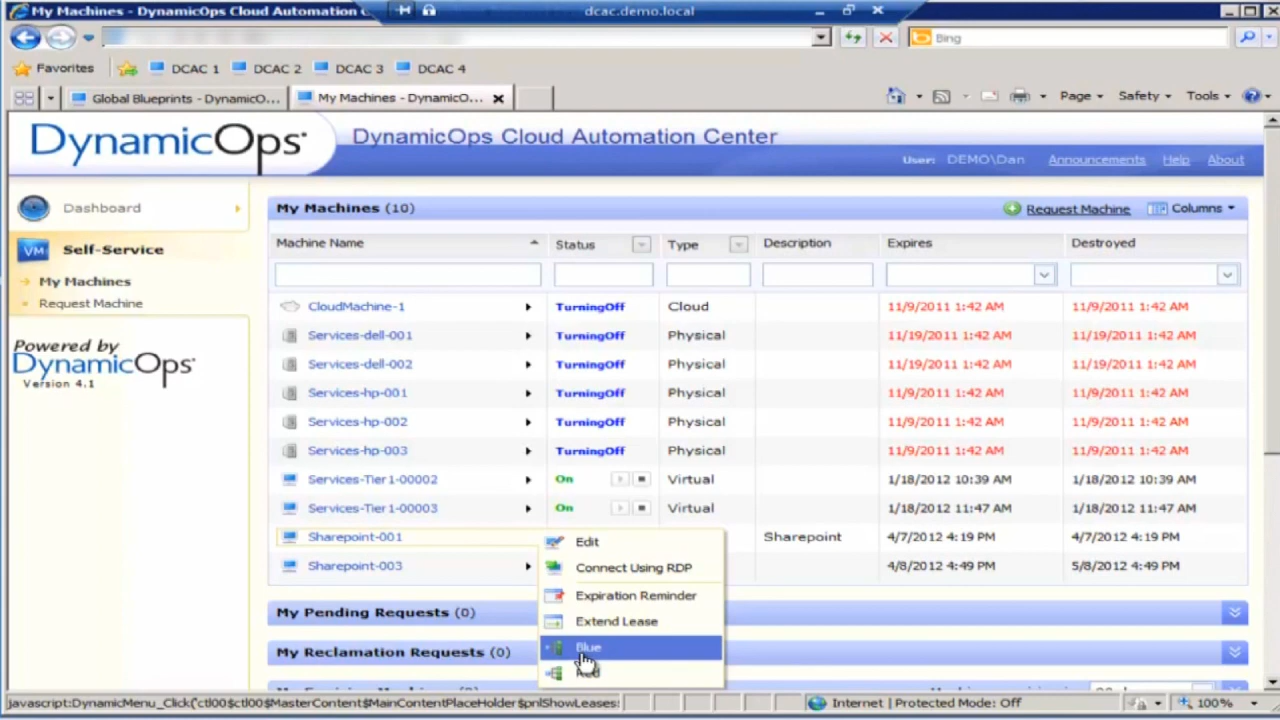 My Machines - DynamicOps Cloud Automation C
dcac.demo.local
Bing
Favorites
DCAC 1
DCAC 2
DCAC 3
DCAC 4
Global Blueprints - DynamicO...
My Machines - DynamicO...
Page
Safety
Tools
DynamicOps
DynamicOps Cloud Automation Center
User: DEMO\Dan Announcements Help About
Dashboard
Self-Service
My Machines
Request Machine
Powered by
DynamicOps
Version 4.1
My Machines (10) Request Machine Columns
Machine Name Status Type Description Expires Destroyed
CloudMachine-1 TurningOff Cloud 11/9/2011 1:42 AM 11/9/2011 1:42 AM
Services-dell-001 TurningOff Physical 11/19/2011 1:42 AM 11/19/2011 1:42 AM
Services-dell-002 TurningOff Physical 11/19/2011 1:42 AM 11/19/2011 1:42 AM
Services-hp-001 TurningOff Physical 11/9/2011 1:42 AM 11/9/2011 1:42 AM
Services-hp-002 TurningOff Physical 11/9/2011 1:42 AM 11/9/2011 1:42 AM
Services-hp-003 TurningOff Physical 11/9/2011 1:42 AM 11/9/2011 1:42 AM
Services-Tier1-00002 On Virtual 1/18/2012 10:39 AM 1/18/2012 10:39 AM
Services-Tier1-00003 On Virtual 1/18/2012 11:47 AM 1/18/2012 11:47 AM
Sharepoint-001 Sharepoint 4/7/2012 4:19 PM 4/7/2012 4:19 PM
Sharepoint-003 4/8/2012 4:49 PM 5/8/2012 4:49 PM
Edit
Connect Using RDP
Expiration Reminder
Extend Lease
Blue
Red
My Pending Requests (0)
My Reclamation Requests (0)
javascript:DynamicMenu_Click('ctl00$ctl00$MasterContent$MainContentPlaceHolder$pnlShowLeases:
Internet | Protected Mode: Off
100%